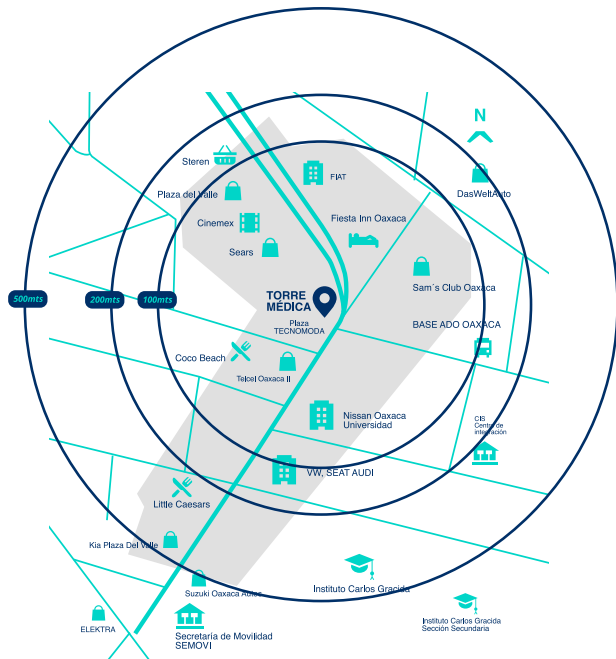 N
Steren
FIAT
Plaza del Valle
DasWeltAuto
Cinemex
Fiesta Inn Oaxaca
Sears
Sam´s Club Oaxaca
500mts
200mts
100mts
TORRE
MÉDICA
Plaza
TECNOMODA
BASE ADO OAXACA
Coco Beach
Telcel Oaxaca II
Nissan Oaxaca
Universidad
CIS
Centro de
integración
VW, SEAT AUDI
Little Caesars
Kia Plaza Del Valle
Instituto Carlos Gracida
Suzuki Oaxaca Autos
ELEKTRA
Secretaría de Movilidad
SEMOVI
Instituto Carlos Gracida
Sección Secundaria